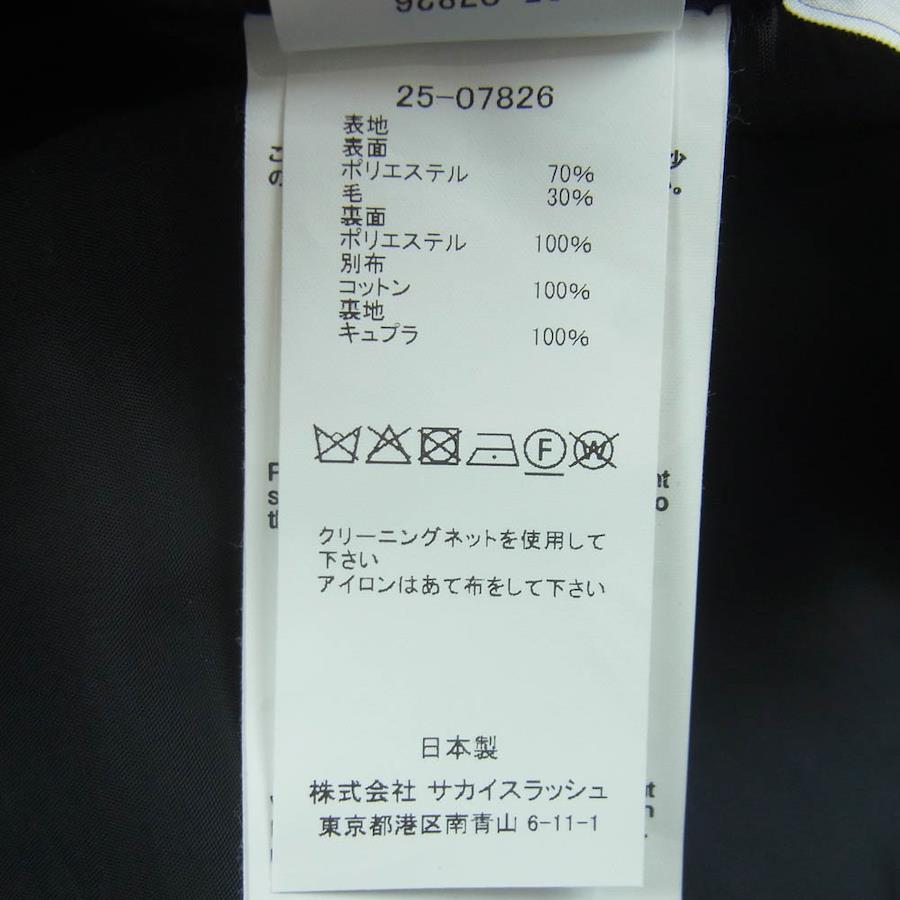 25-07826
表地
表面
ポリエステル 70%
毛 30%
裏面
ポリエステル 100%
別布
コットン 100%
裏地
キュプラ 100%
F W
クリーニングネットを使用して
下さい
アイロンはあて布をして下さい
日本製
株式会社 サカイスラッシュ
東京都港区南青山 6-11-1